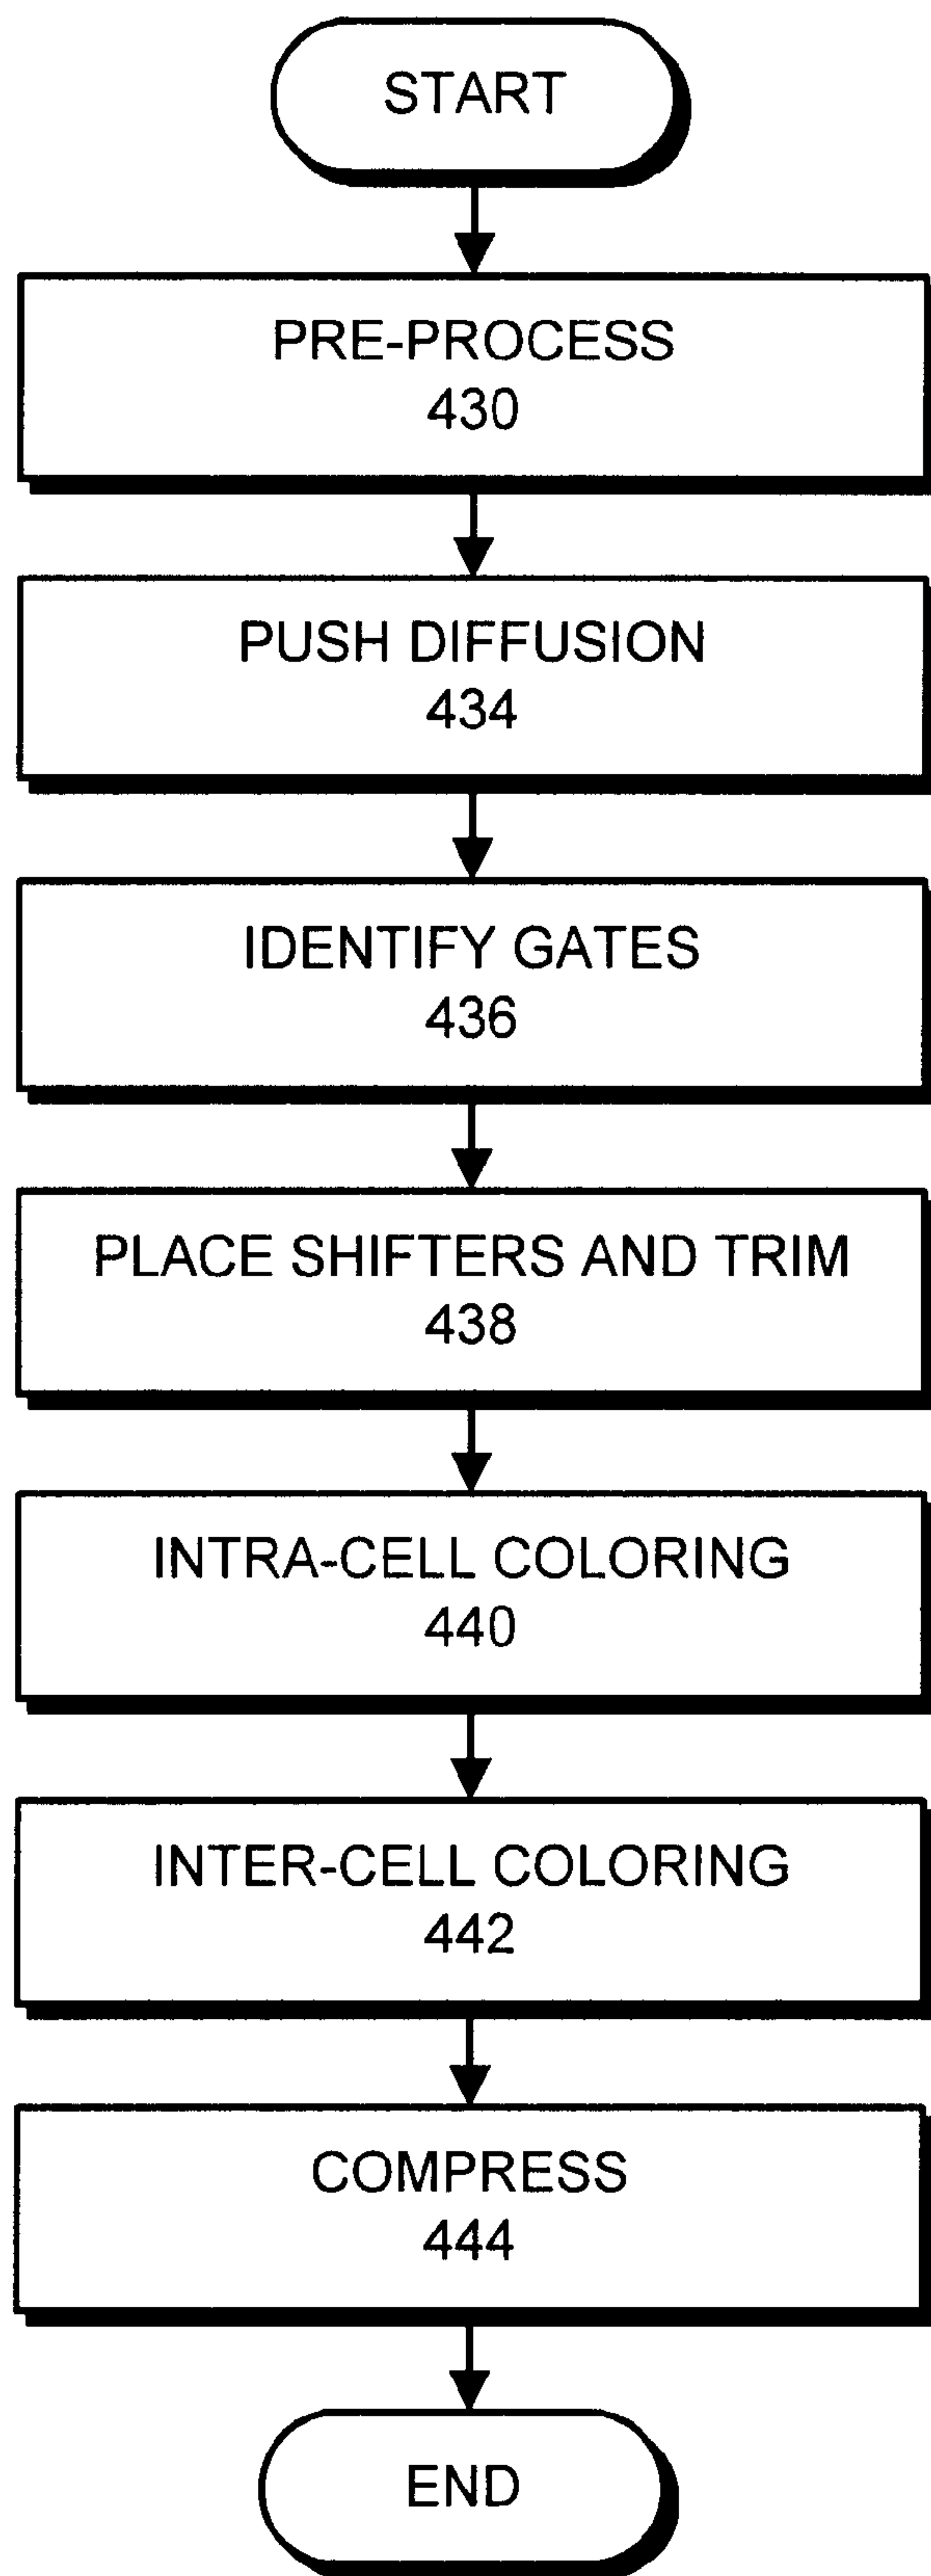 START
PRE-PROCESS
430
PUSH DIFFUSION
434
IDENTIFY GATES
436
PLACE SHIFTERS AND TRIM
438
INTRA-CELL COLORING
440
INTER-CELL COLORING
442
COMPRESS
444
END